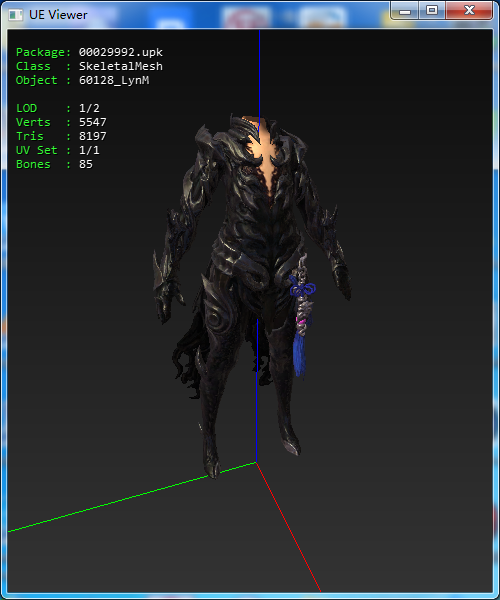 UE Viewer
Package: 00029992.upk
Class : SkeletalMesh
Object : 60128_LynM
LOD : 1/2
Verts : 5547
Tris : 8197
UV Set : 1/1
Bones : 85